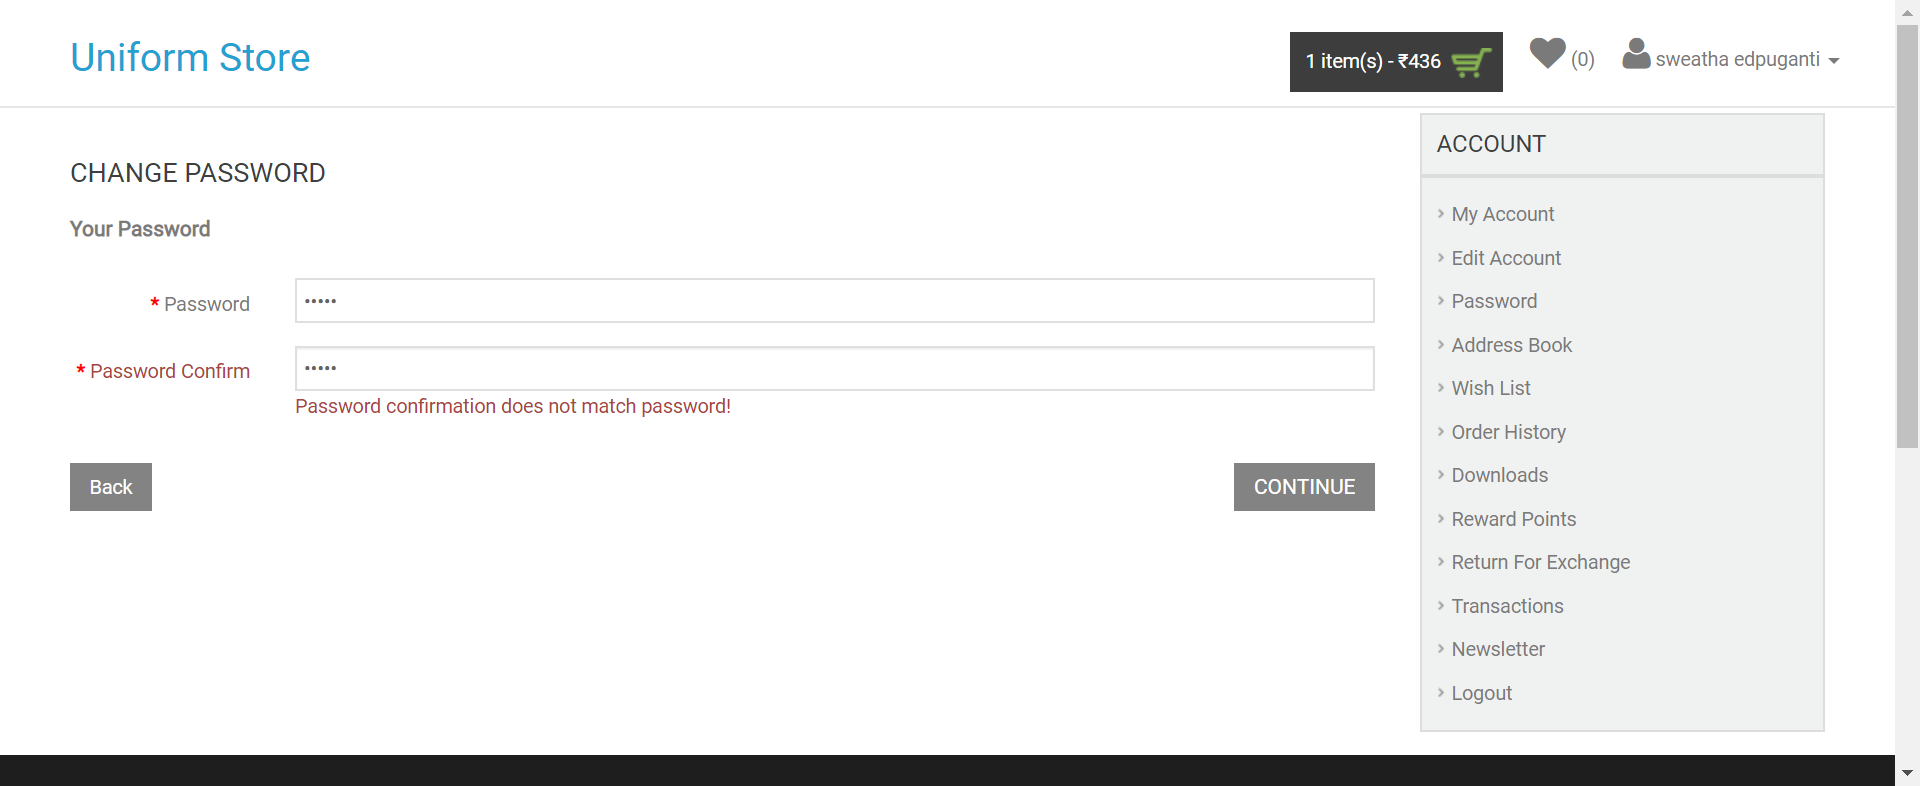 Uniform Store
1 item(s) - ₹436
(0)
sweatha edpuganti
CHANGE PASSWORD
Your Password
* Password
•••••
* Password Confirm
•••••
Password confirmation does not match password!
Back
CONTINUE
ACCOUNT
My Account
Edit Account
Password
Address Book
Wish List
Order History
Downloads
Reward Points
Return For Exchange
Transactions
Newsletter
Logout